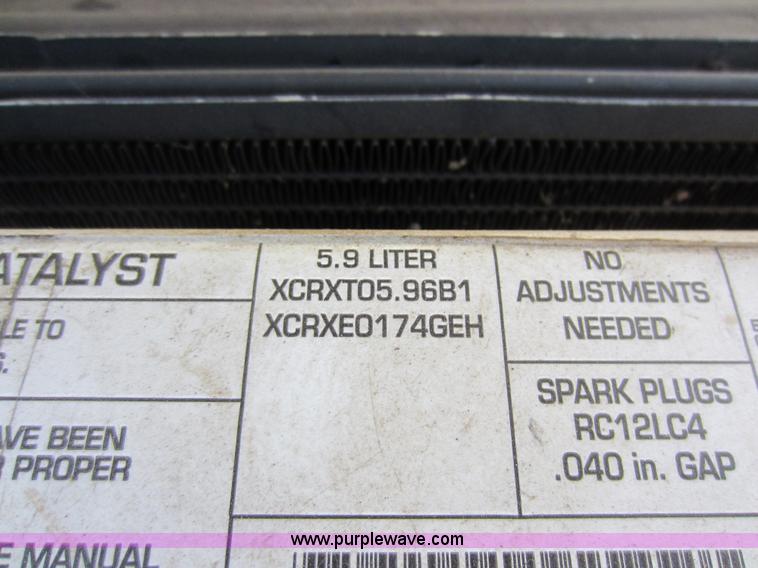 ATALYST
LE TO
S.
AVE BEEN
R PROPER
E MANUAL
5.9 LITER
XCRXT05.96B1
XCRXE0174GEH
NO
ADJUSTMENTS
NEEDED
SPARK PLUGS
RC12LC4
.040 in. GAP
www.purplewave.com